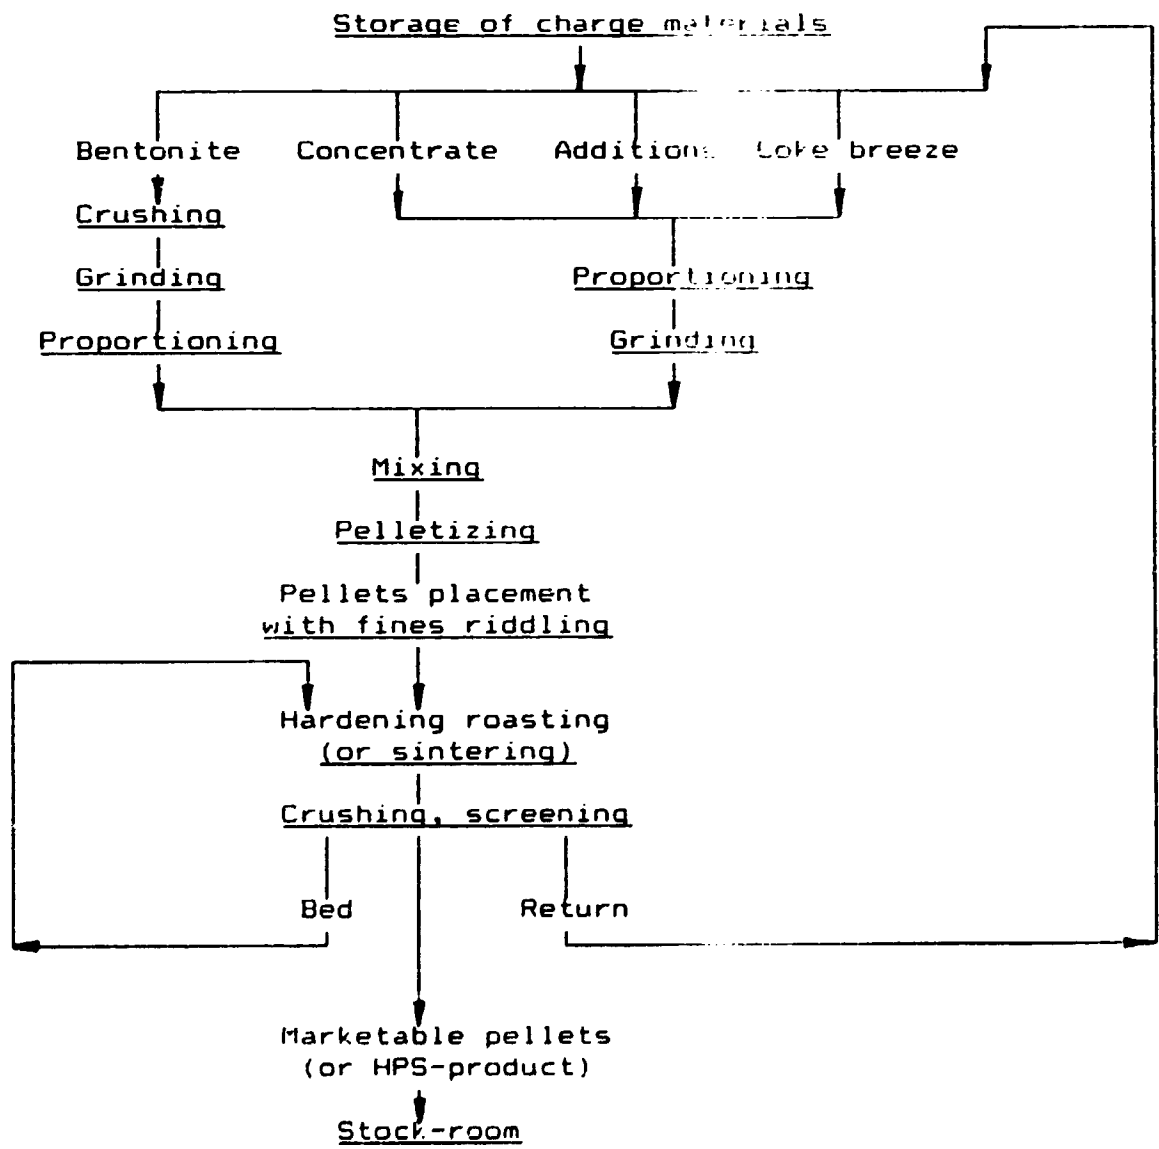 Storage of charge materials
Bentonite
Concentrate
Additions
Coke breeze
Crushing
Grinding
Proportioning
Proportioning
Grinding
Mixing
Pelletizing
Pellets placement
with fines riddling
Hardening roasting
(or sintering)
Crushing, screening
Bed
Return
Marketable pellets
(or HPS-product)
Stock-room